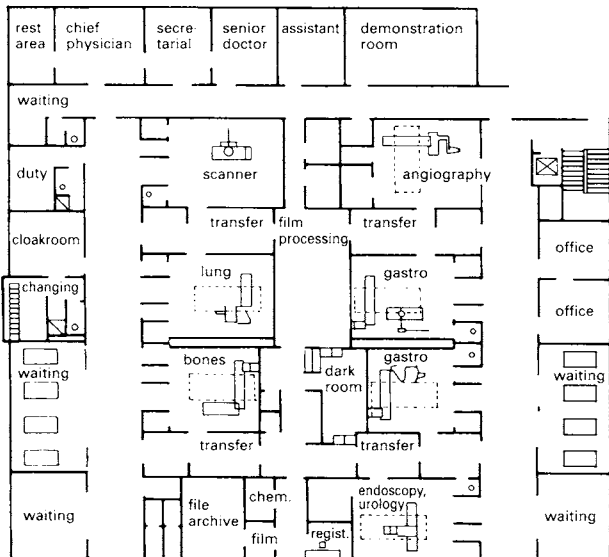 rest
area
chief
physician
secre-
tarial
senior
doctor
assistant
demonstration
room
waiting
duty
scanner
angiography
cloakroom
transfer
film
processing
transfer
office
changing
lung
gastro
office
waiting
bones
dark
room
gastro
waiting
transfer
transfer
waiting
file
archive
chem.
film
regist.
endoscopy,
urology
waiting